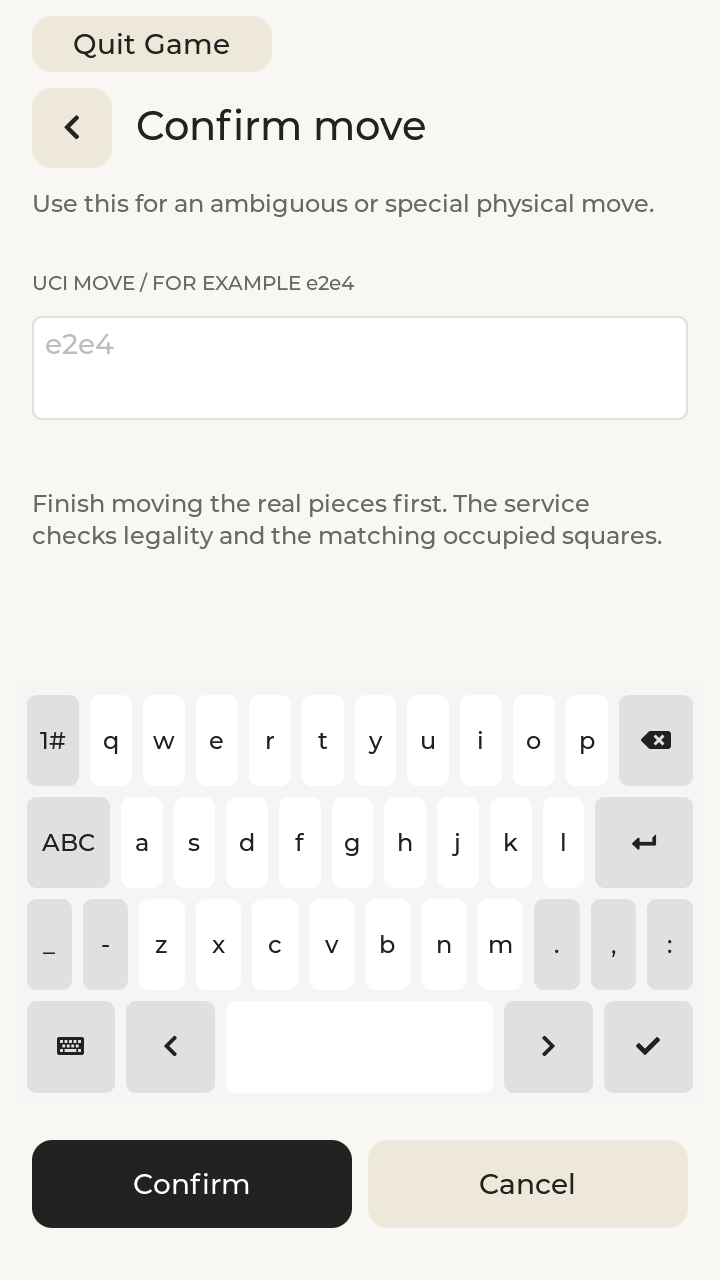 Quit Game
Confirm move
Use this for an ambiguous or special physical move.
UCI MOVE / FOR EXAMPLE e2e4
e2e4
Finish moving the real pieces first. The service
checks legality and the matching occupied squares.
1# q w e r t y u i o p
ABC a s d f g h j k l
_ - z x c v b n m . , :
Confirm Cancel